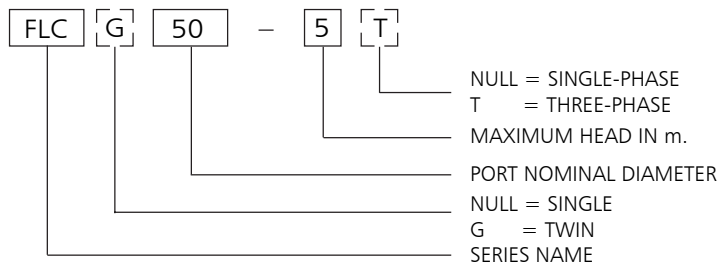 FLC G 50 – 5 T
NULL = SINGLE-PHASE
T = THREE-PHASE
MAXIMUM HEAD IN m.
PORT NOMINAL DIAMETER
NULL = SINGLE
G = TWIN
SERIES NAME